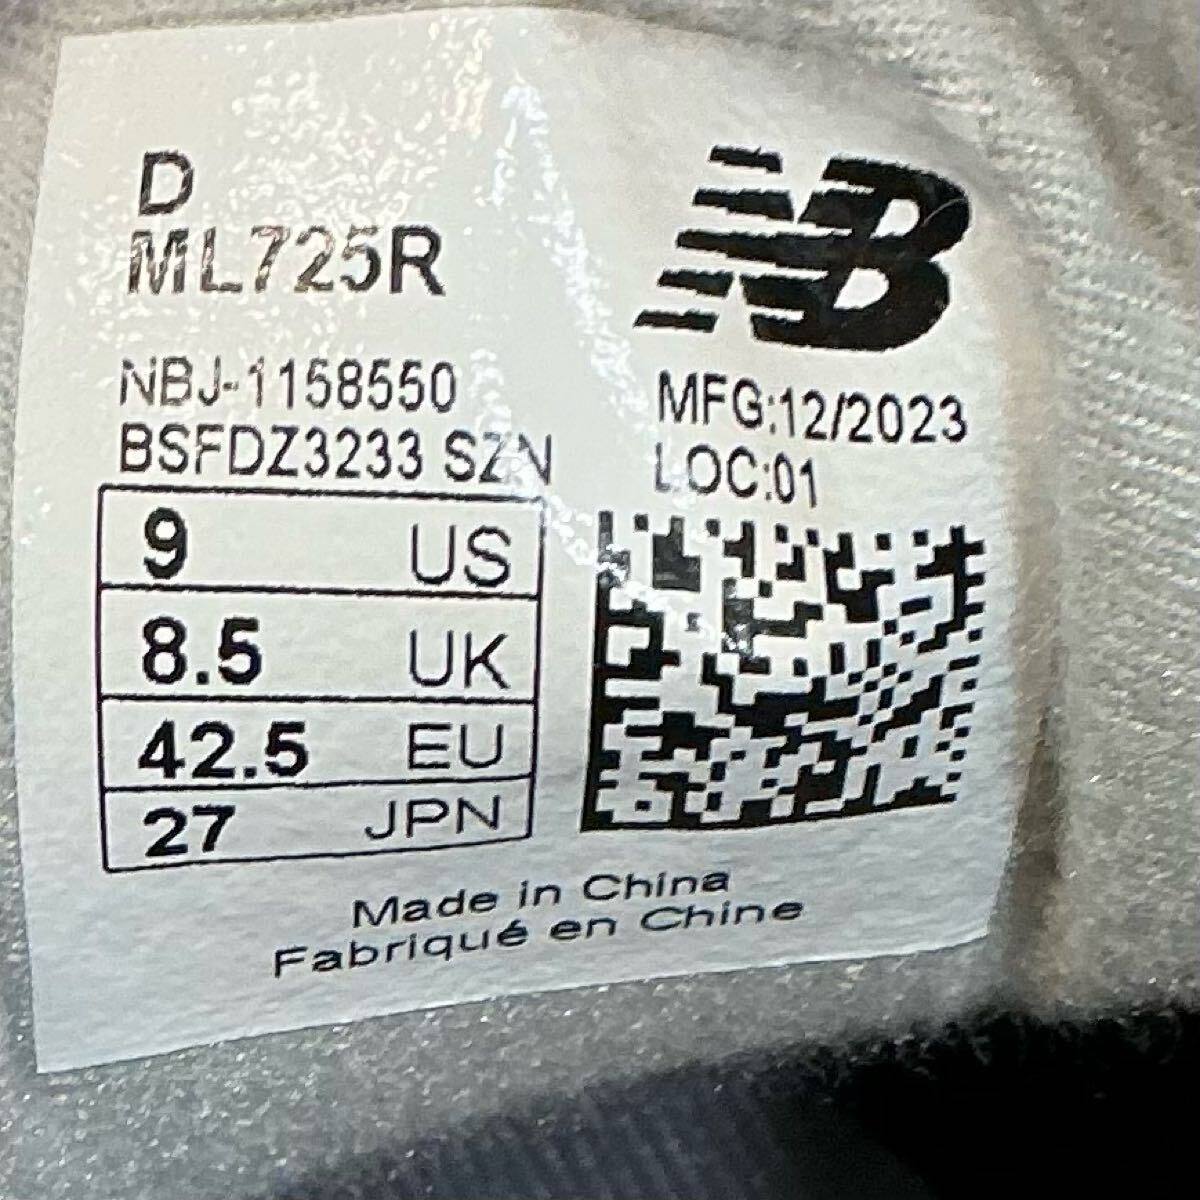 D
ML725R
NBJ-1158550
BSFDZ3233 SZN
NB
MFG:12/2023
LOC:01
9 US
8.5 UK
42.5 EU
27 JPN
Made in China
Fabriqué en Chine